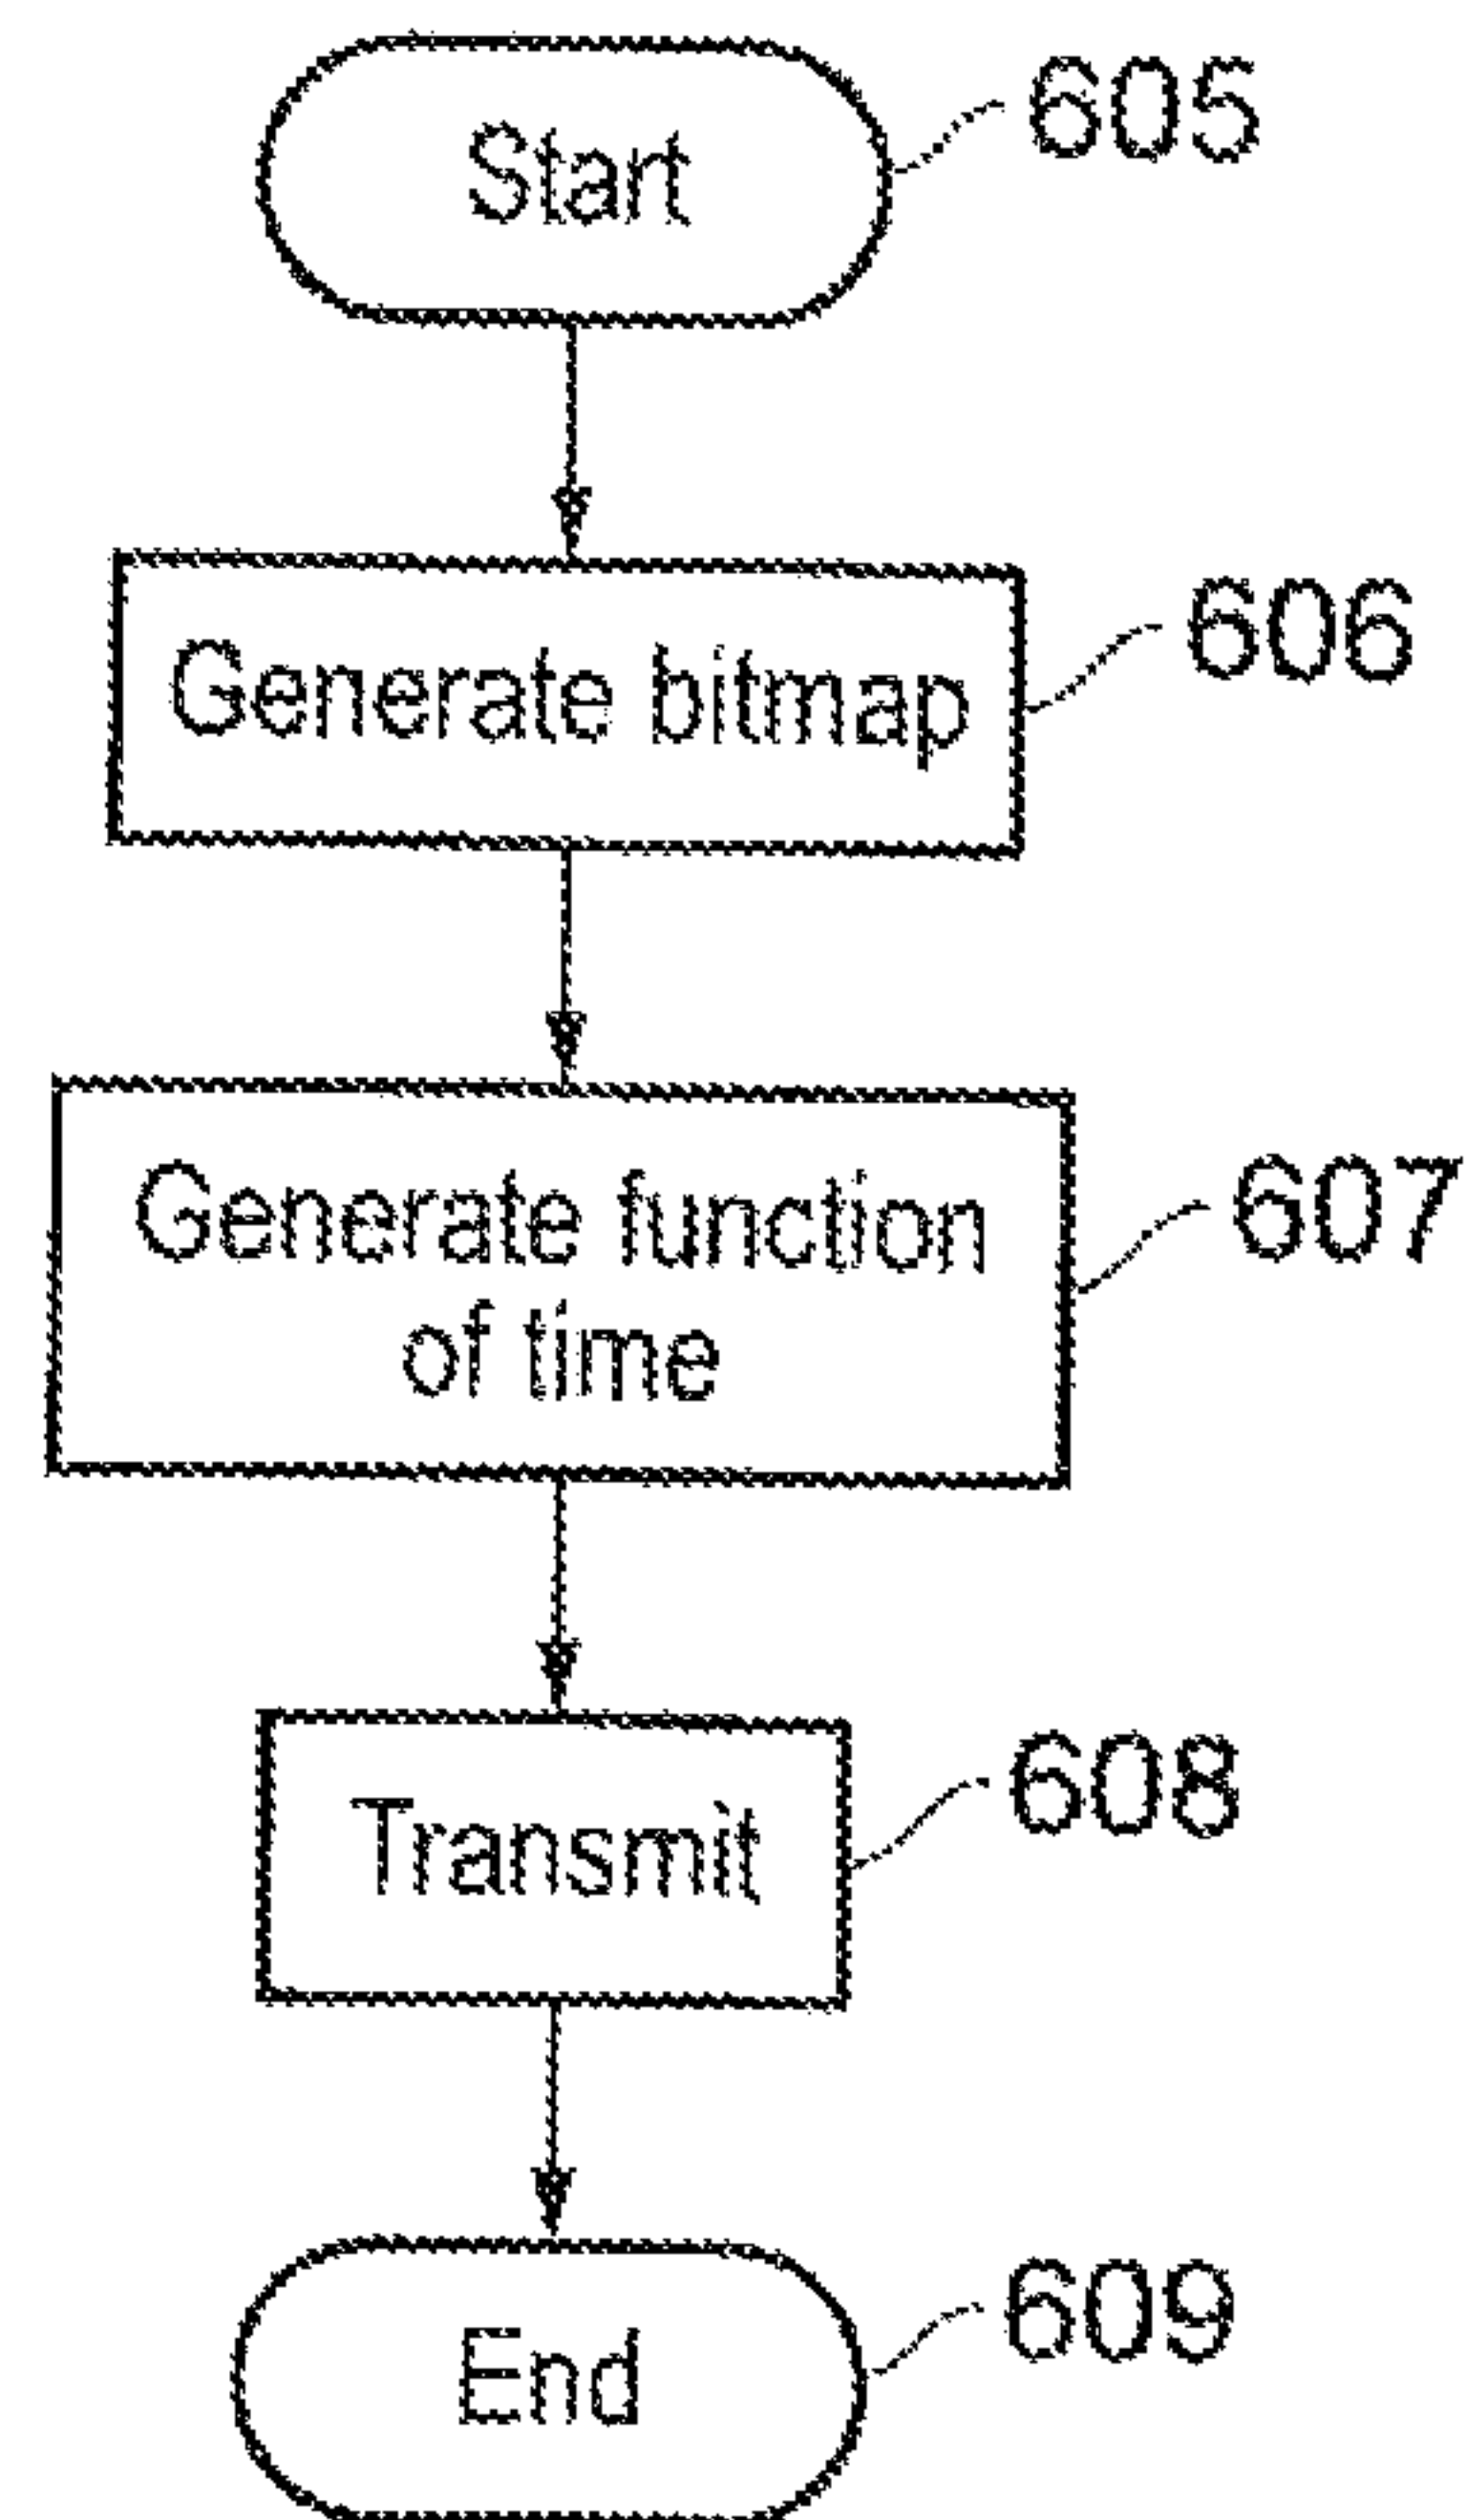 Start
605
Generate bitmap
606
Generate function
of time
607
Transmit
608
End
609